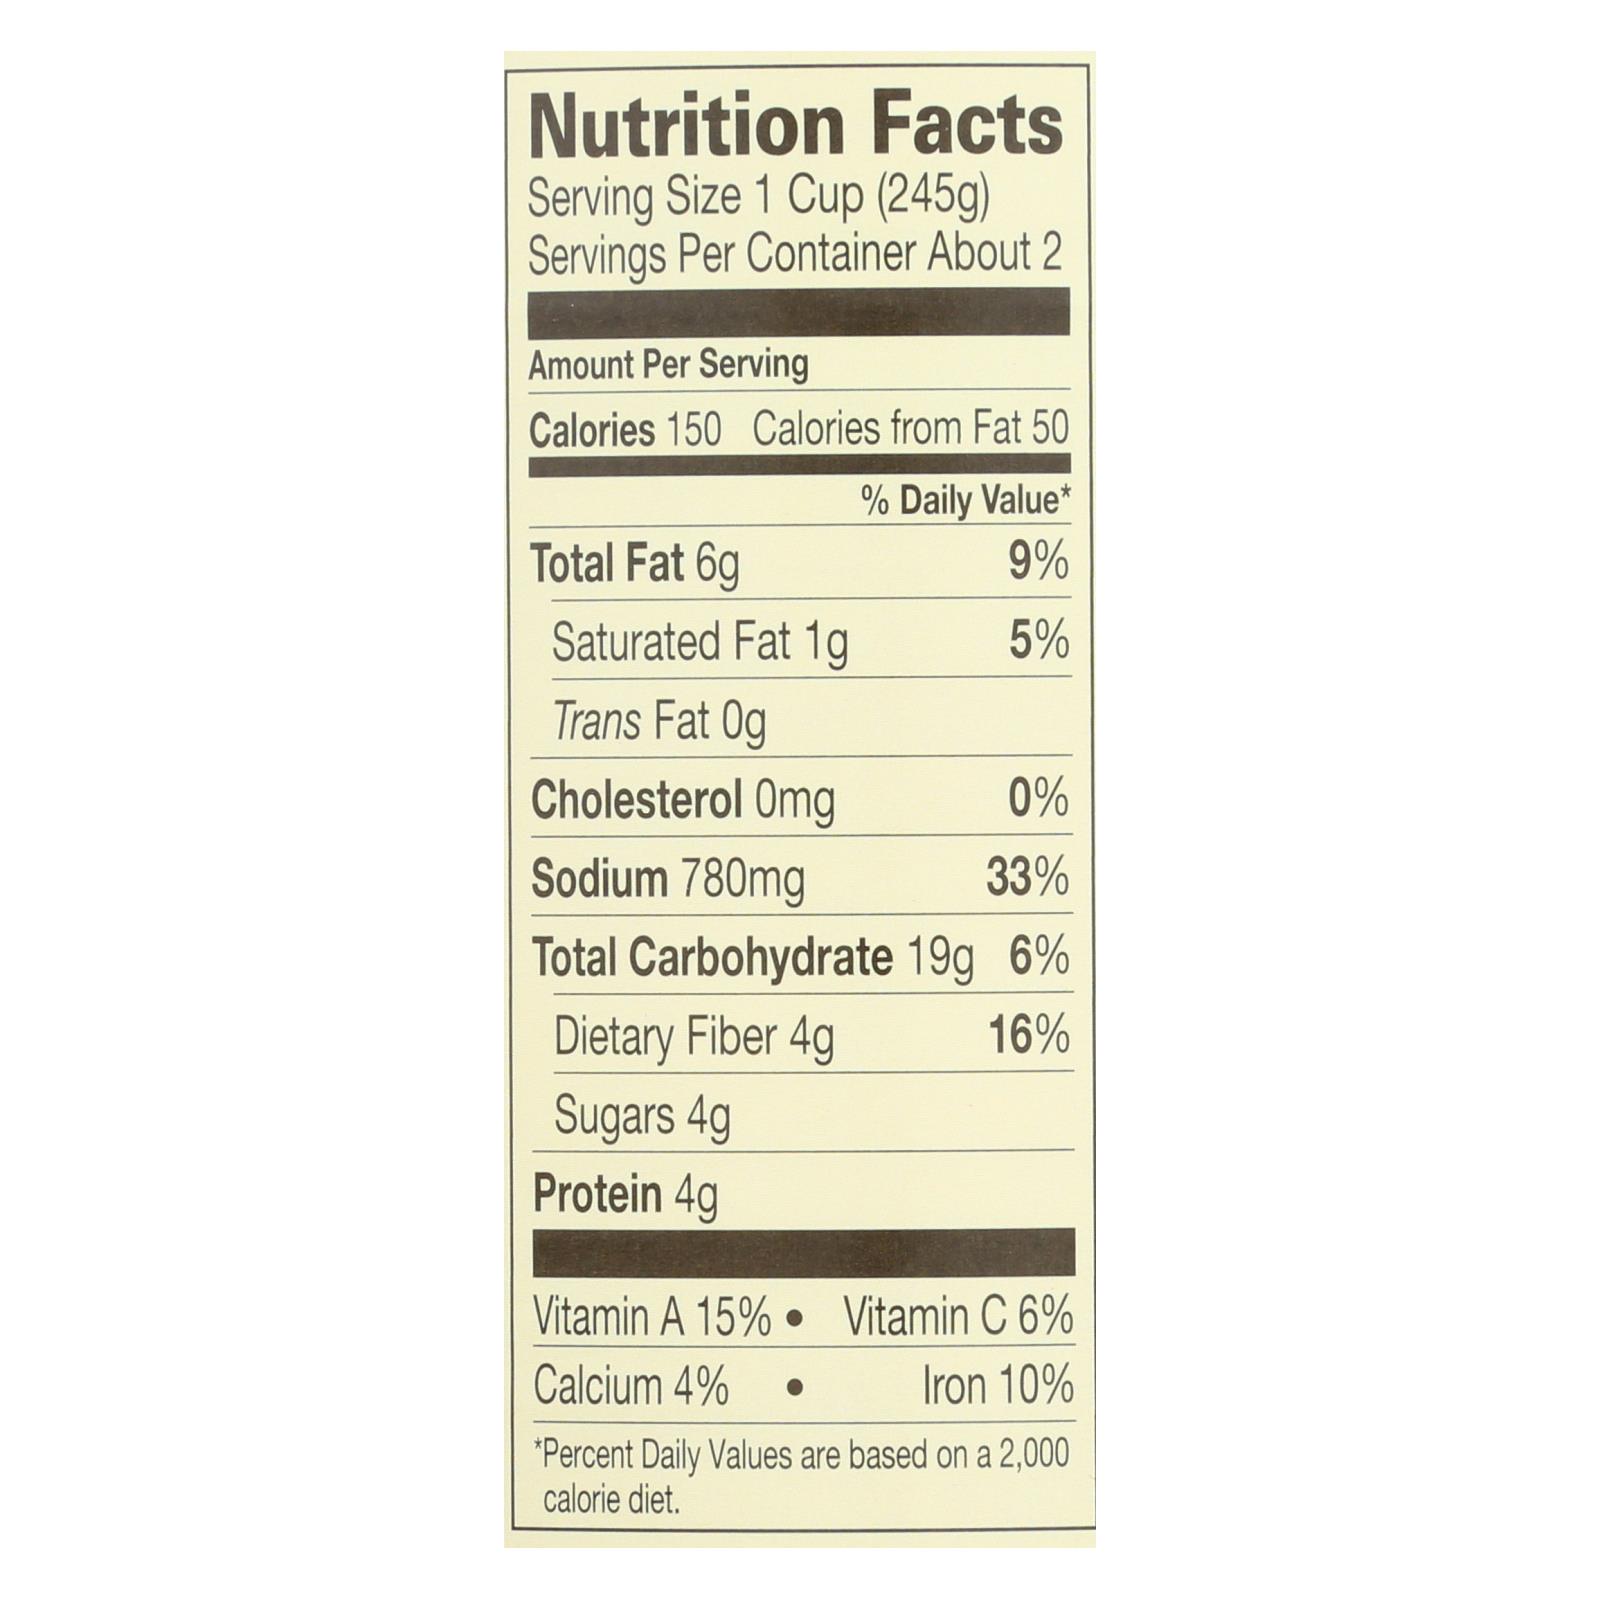 Nutrition Facts
Serving Size 1 Cup (245g)
Servings Per Container About 2
Amount Per Serving
Calories 150 Calories from Fat 50
% Daily Value*
Total Fat 6g 9%
Saturated Fat 1g 5%
Trans Fat 0g
Cholesterol 0mg 0%
Sodium 780mg 33%
Total Carbohydrate 19g 6%
Dietary Fiber 4g 16%
Sugars 4g
Protein 4g
Vitamin A 15% • Vitamin C 6%
Calcium 4% • Iron 10%
*Percent Daily Values are based on a 2,000
calorie diet.